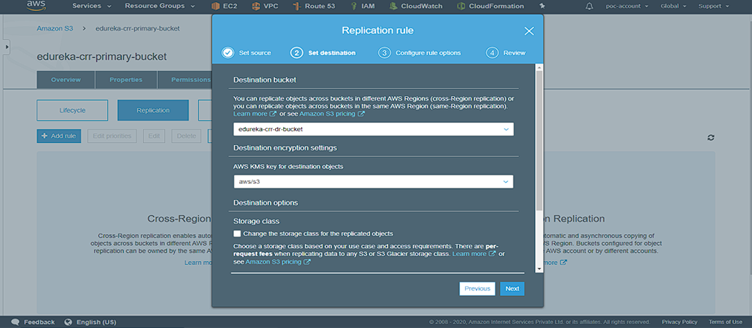 aws Services Resource Groups EC2 VPC Route 53 IAM CloudWatch CloudFormation poc-account Global Support
Amazon S3 edureka-crr-primary-bucket
edureka-crr-primary-bucket
Overview Properties Permissions
Lifecycle Replication
+ Add rule Edit priorities Edit Delete
Replication rule
Set source 2 Set destination 3 Configure rule options 4 Review
Destination bucket
You can replicate objects across buckets in different AWS Regions (cross-Region replication) or
you can replicate objects across buckets in the same AWS Region (same-Region replication).
Learn more or see Amazon S3 pricing
edureka-crr-dr-bucket
Destination encryption settings
AWS KMS key for destination objects
aws/s3
Destination options
Storage class
Change the storage class for the replicated objects
Choose a storage class based on your use case and access requirements. There are per-
request fees when replicating data to any S3 or S3 Glacier storage class. Learn more or
see Amazon S3 pricing
Previous Next
Cross-Region
Cross-Region replication enables
objects across buckets in different AWS
replication can be owned by the same
Replication
and asynchronous copying of
Region. Buckets configured for object
AWS account or by different accounts.
Feedback English (US) © 2008 - 2020, Amazon Internet Services Private Ltd. or its affiliates. All rights reserved. Privacy Policy Terms of Use